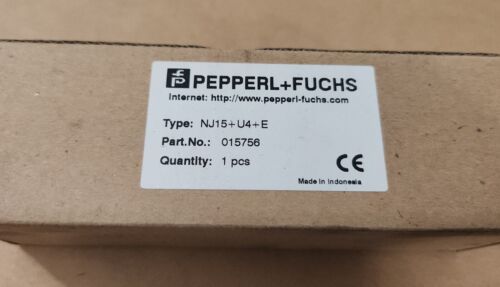 PEPPERL+FUCHS
Internet: http://www.pepperl-fuchs.com
Type: NJ15+U4+E
Part.No.: 015756
Quantity: 1 pcs
CE
Made in Indonesia